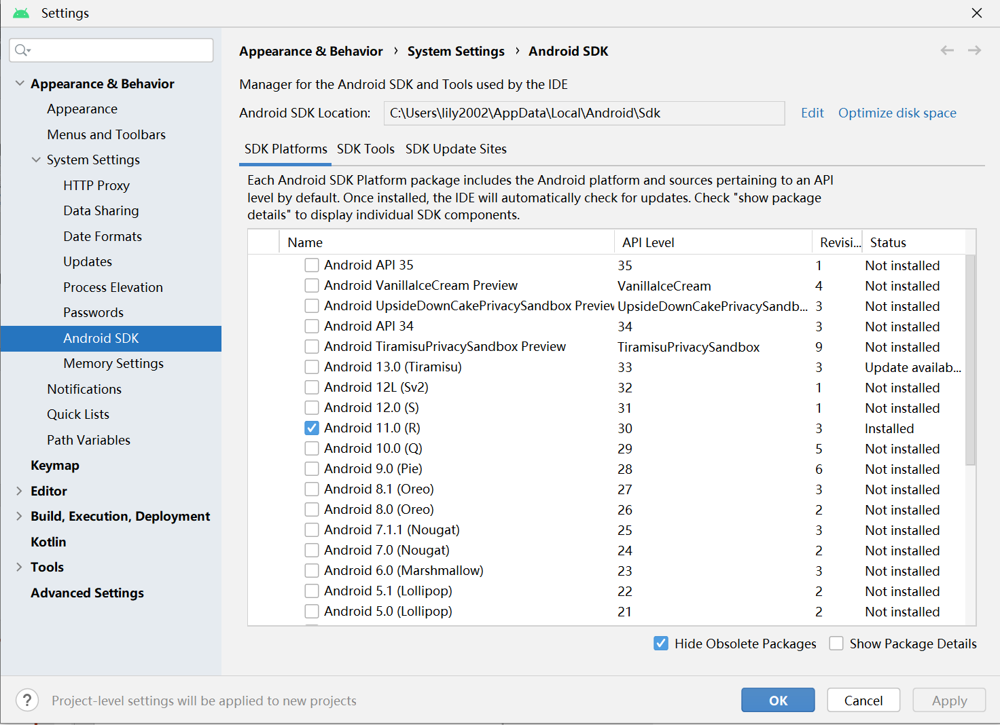 Settings
Appearance & Behavior
Appearance
Menus and Toolbars
System Settings
HTTP Proxy
Data Sharing
Date Formats
Updates
Process Elevation
Passwords
Android SDK
Memory Settings
Notifications
Quick Lists
Path Variables
Keymap
Editor
Build, Execution, Deployment
Kotlin
Tools
Advanced Settings
Appearance & Behavior › System Settings › Android SDK
Manager for the Android SDK and Tools used by the IDE
Android SDK Location: C:\Users\lily2002\AppData\Local\Android\Sdk Edit Optimize disk space
SDK Platforms SDK Tools SDK Update Sites
Each Android SDK Platform package includes the Android platform and sources pertaining to an API
level by default. Once installed, the IDE will automatically check for updates. Check "show package
details" to display individual SDK components.
Name API Level Revisi... Status
Android API 35 35 1 Not installed
Android VanillaIceCream Preview VanillaIceCream 4 Not installed
Android UpsideDownCakePrivacySandbox Preview UpsideDownCakePrivacySandb... 3 Not installed
Android API 34 34 3 Not installed
Android TiramisuPrivacySandbox Preview TiramisuPrivacySandbox 9 Not installed
Android 13.0 (Tiramisu) 33 3 Update availab...
Android 12L (Sv2) 32 1 Not installed
Android 12.0 (S) 31 1 Not installed
Android 11.0 (R) 30 3 Installed
Android 10.0 (Q) 29 5 Not installed
Android 9.0 (Pie) 28 6 Not installed
Android 8.1 (Oreo) 27 3 Not installed
Android 8.0 (Oreo) 26 2 Not installed
Android 7.1.1 (Nougat) 25 3 Not installed
Android 7.0 (Nougat) 24 2 Not installed
Android 6.0 (Marshmallow) 23 3 Not installed
Android 5.1 (Lollipop) 22 2 Not installed
Android 5.0 (Lollipop) 21 2 Not installed
Hide Obsolete Packages Show Package Details
? Project-level settings will be applied to new projects
OK Cancel Apply